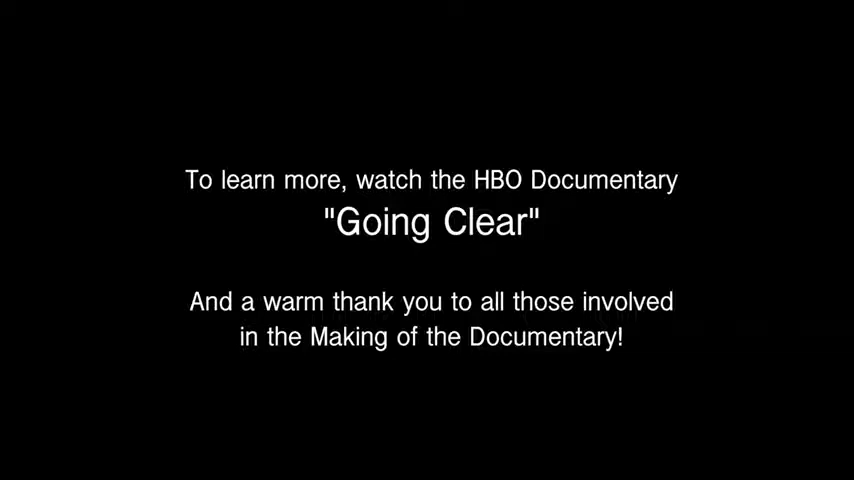 To learn more, watch the HBO Documentary
"Going Clear"
And a warm thank you to all those involved
in the Making of the Documentary!